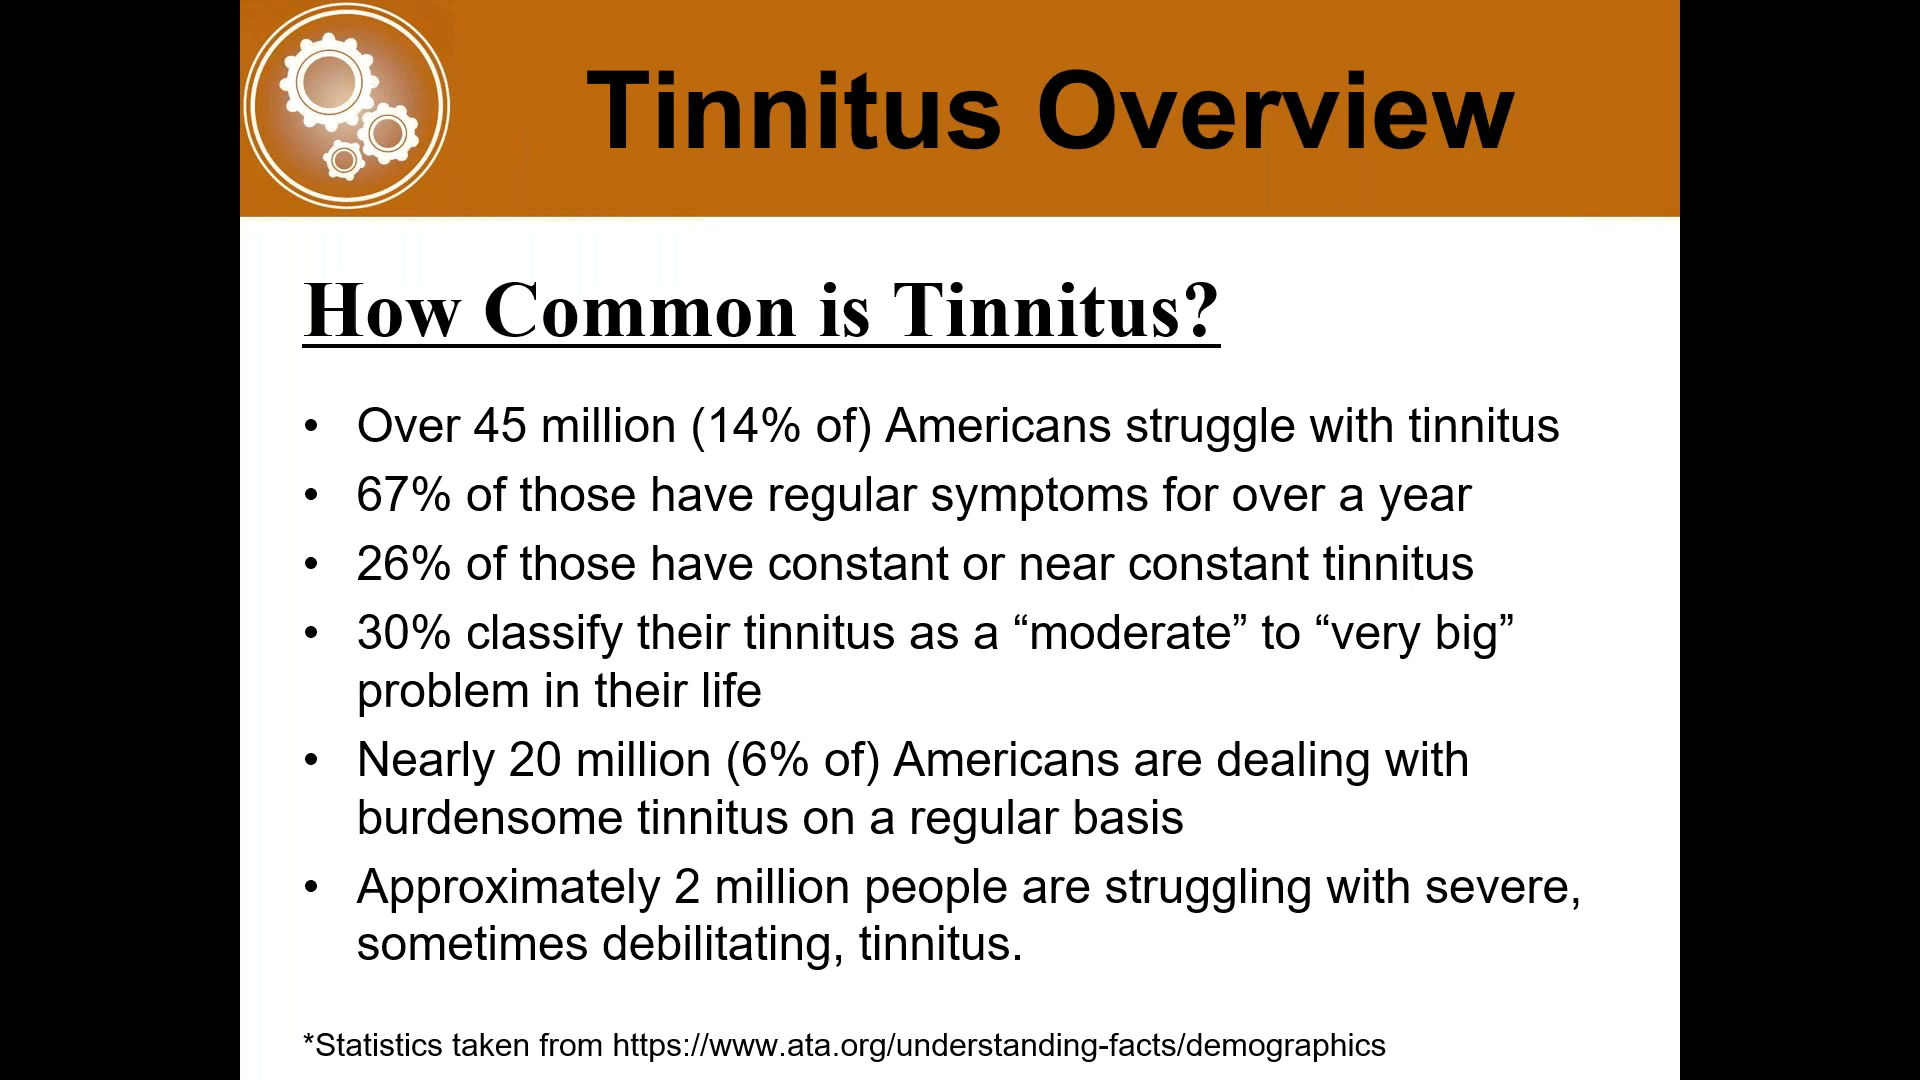 Tinnitus Overview
How Common is Tinnitus?
• Over 45 million (14% of) Americans struggle with tinnitus
• 67% of those have regular symptoms for over a year
• 26% of those have constant or near constant tinnitus
• 30% classify their tinnitus as a “moderate” to “very big”
problem in their life
• Nearly 20 million (6% of) Americans are dealing with
burdensome tinnitus on a regular basis
• Approximately 2 million people are struggling with severe,
sometimes debilitating, tinnitus.
*Statistics taken from https://www.ata.org/understanding-facts/demographics